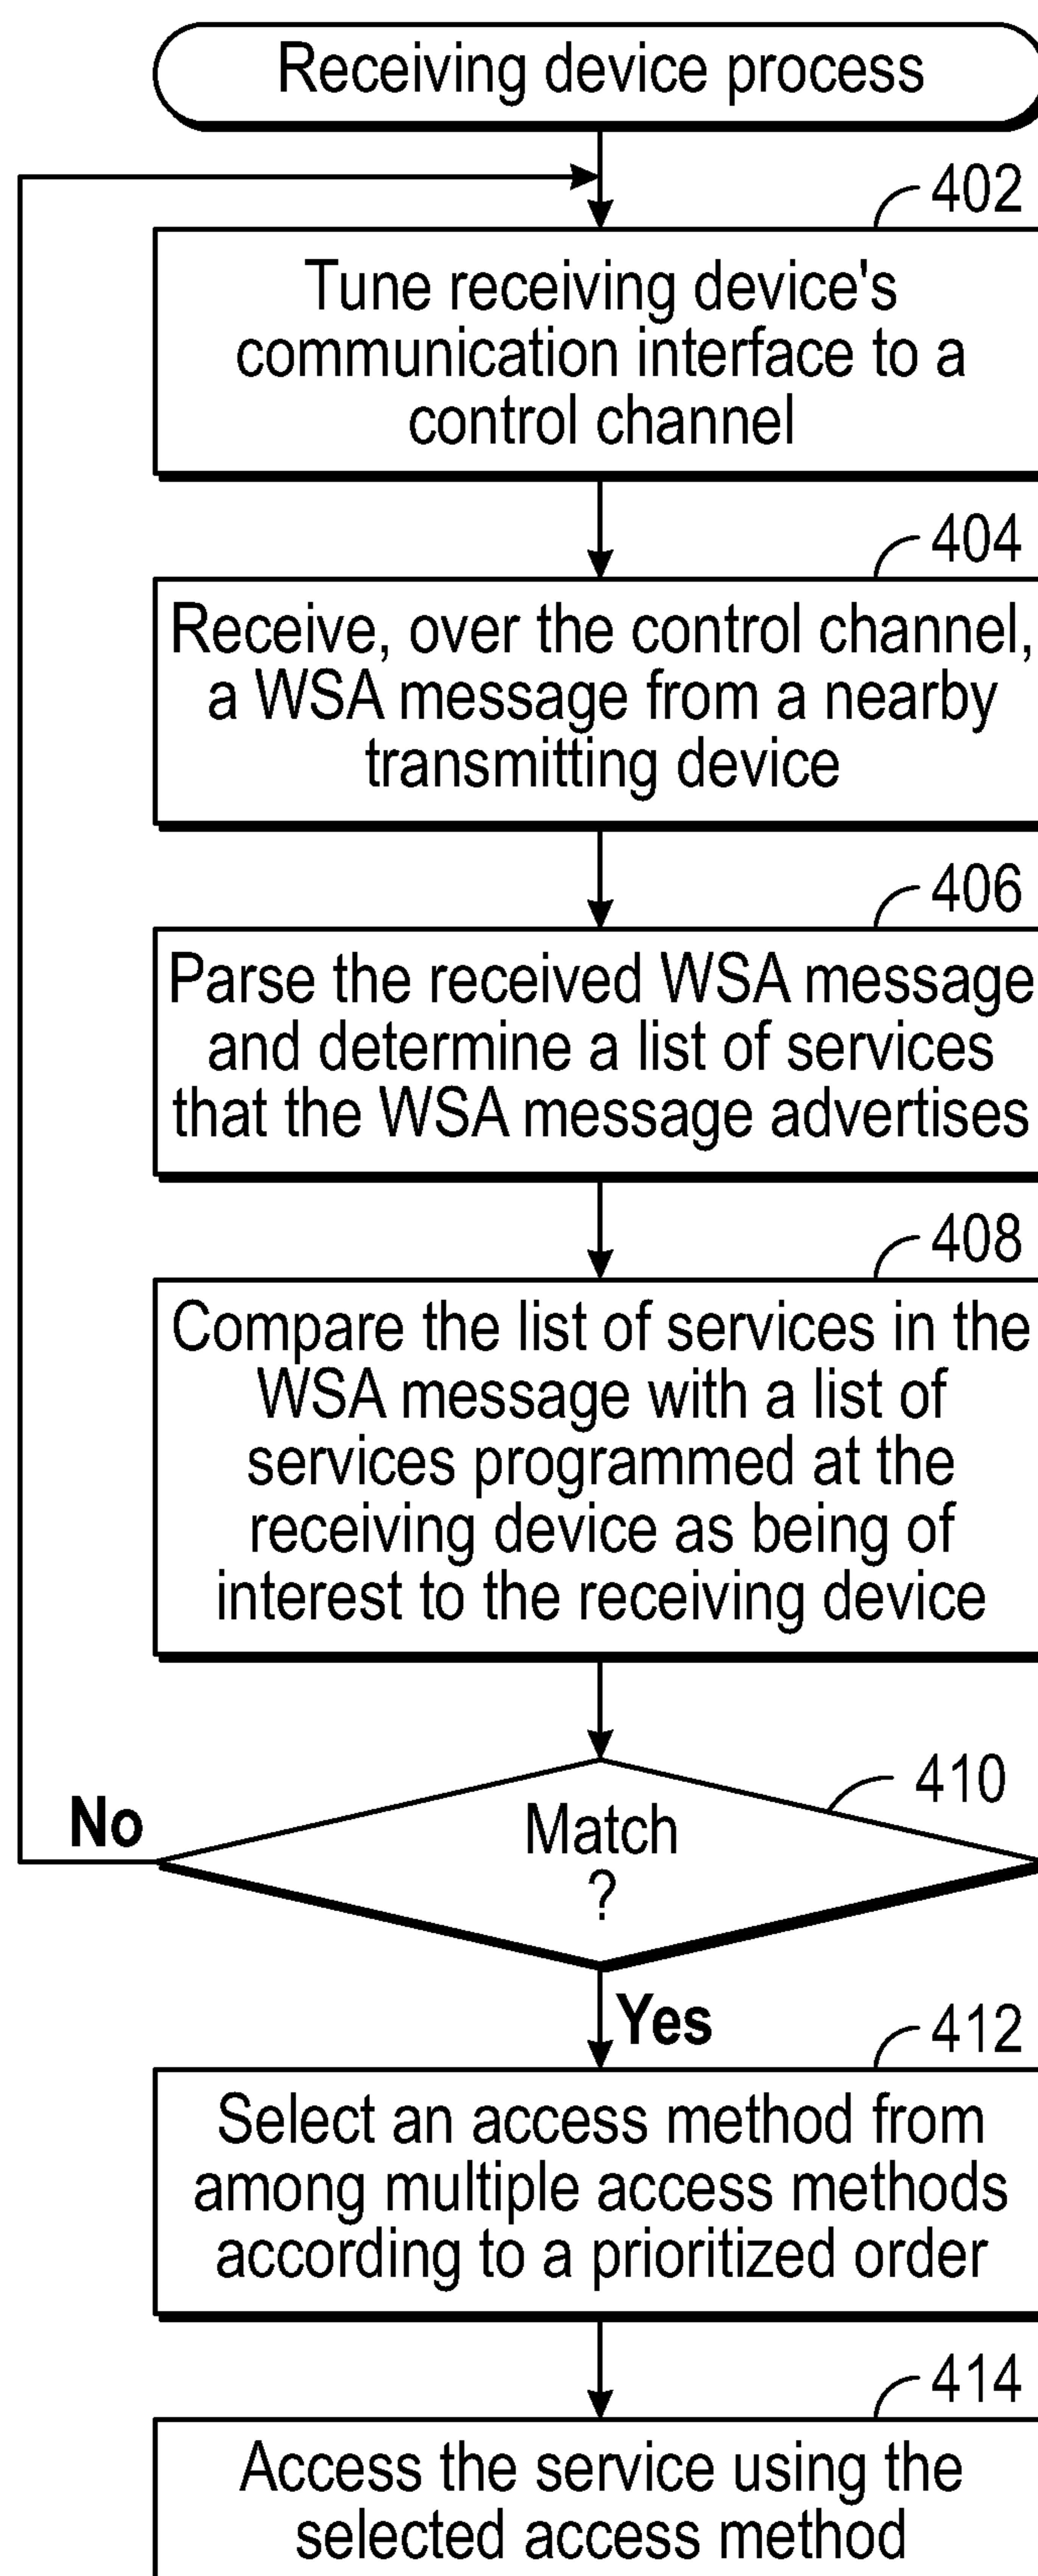 Receiving device process
402
Tune receiving device's
communication interface to a
control channel
404
Receive, over the control channel,
a WSA message from a nearby
transmitting device
406
Parse the received WSA message
and determine a list of services
that the WSA message advertises
408
Compare the list of services in the
WSA message with a list of
services programmed at the
receiving device as being of
interest to the receiving device
410
Match
?
No
Yes
412
Select an access method from
among multiple access methods
according to a prioritized order
414
Access the service using the
selected access method